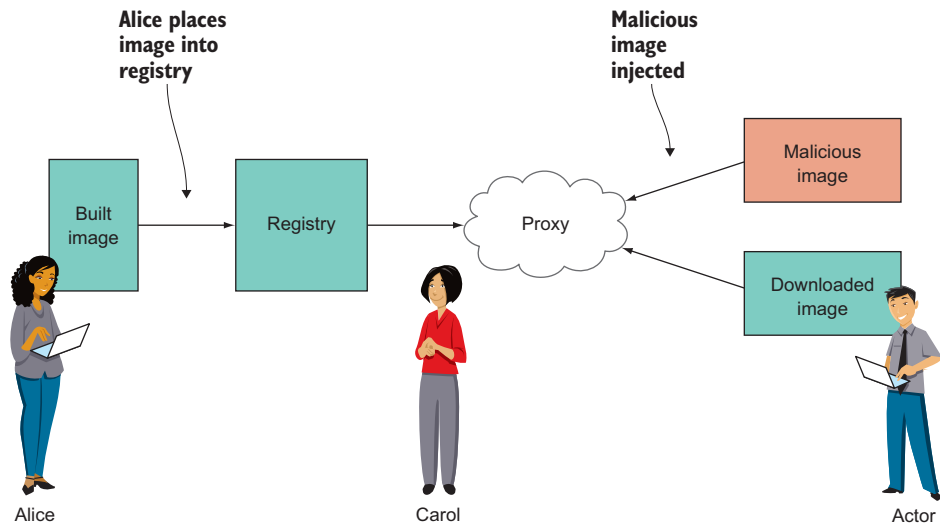 Alice places
image into
registry
Malicious
image
injected
Built
image
Registry
Proxy
Malicious
image
Downloaded
image
Alice
Carol
Actor